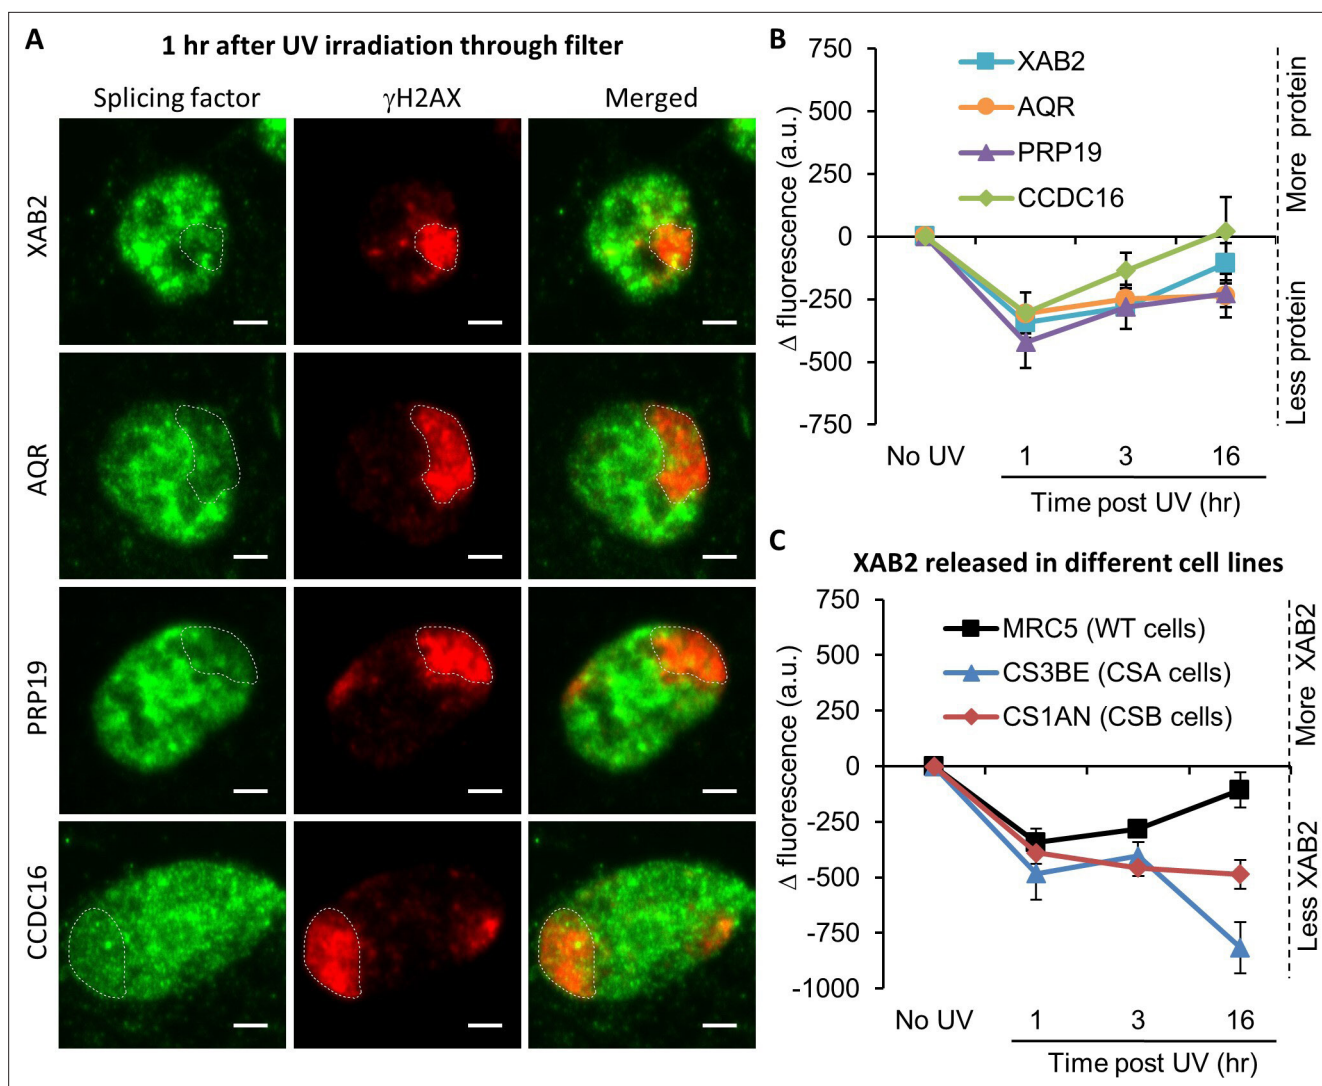 A
1 hr after UV irradiation through filter
Splicing factor
γH2AX
Merged
XAB2
AQR
PRP19
CCDC16
B
750
500
250
0
-250
-500
-750
Δ fluorescence (a.u.)
XAB2
AQR
PRP19
CCDC16
More protein
Less protein
No UV
1
3
16
Time post UV (hr)
C
XAB2 released in different cell lines
750
500
250
0
-250
-500
-750
-1000
Δ fluorescence (a.u.)
MRC5 (WT cells)
CS3BE (CSA cells)
CS1AN (CSB cells)
More XAB2
Less XAB2
No UV
1
3
16
Time post UV (hr)